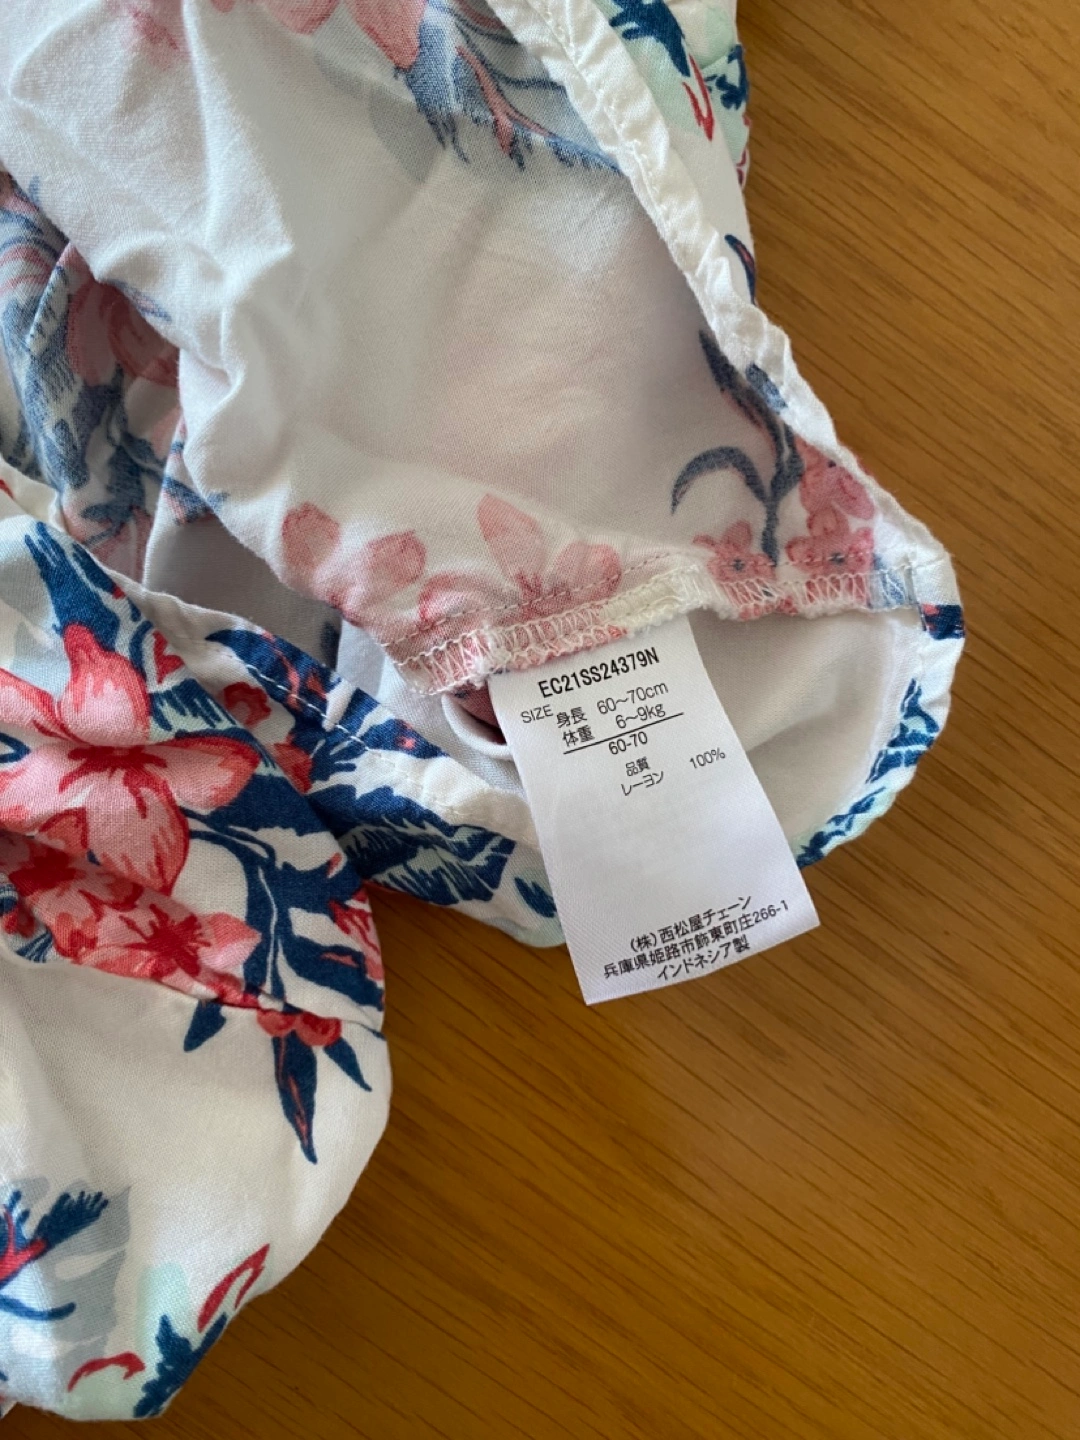 EC21SS24379N
SIZE 身長 60～70cm
体重 6～9kg
60-70
品質
レーヨン 100%
(株)西松屋チェーン
兵庫県姫路市飾東町庄266-1
インドネシア製